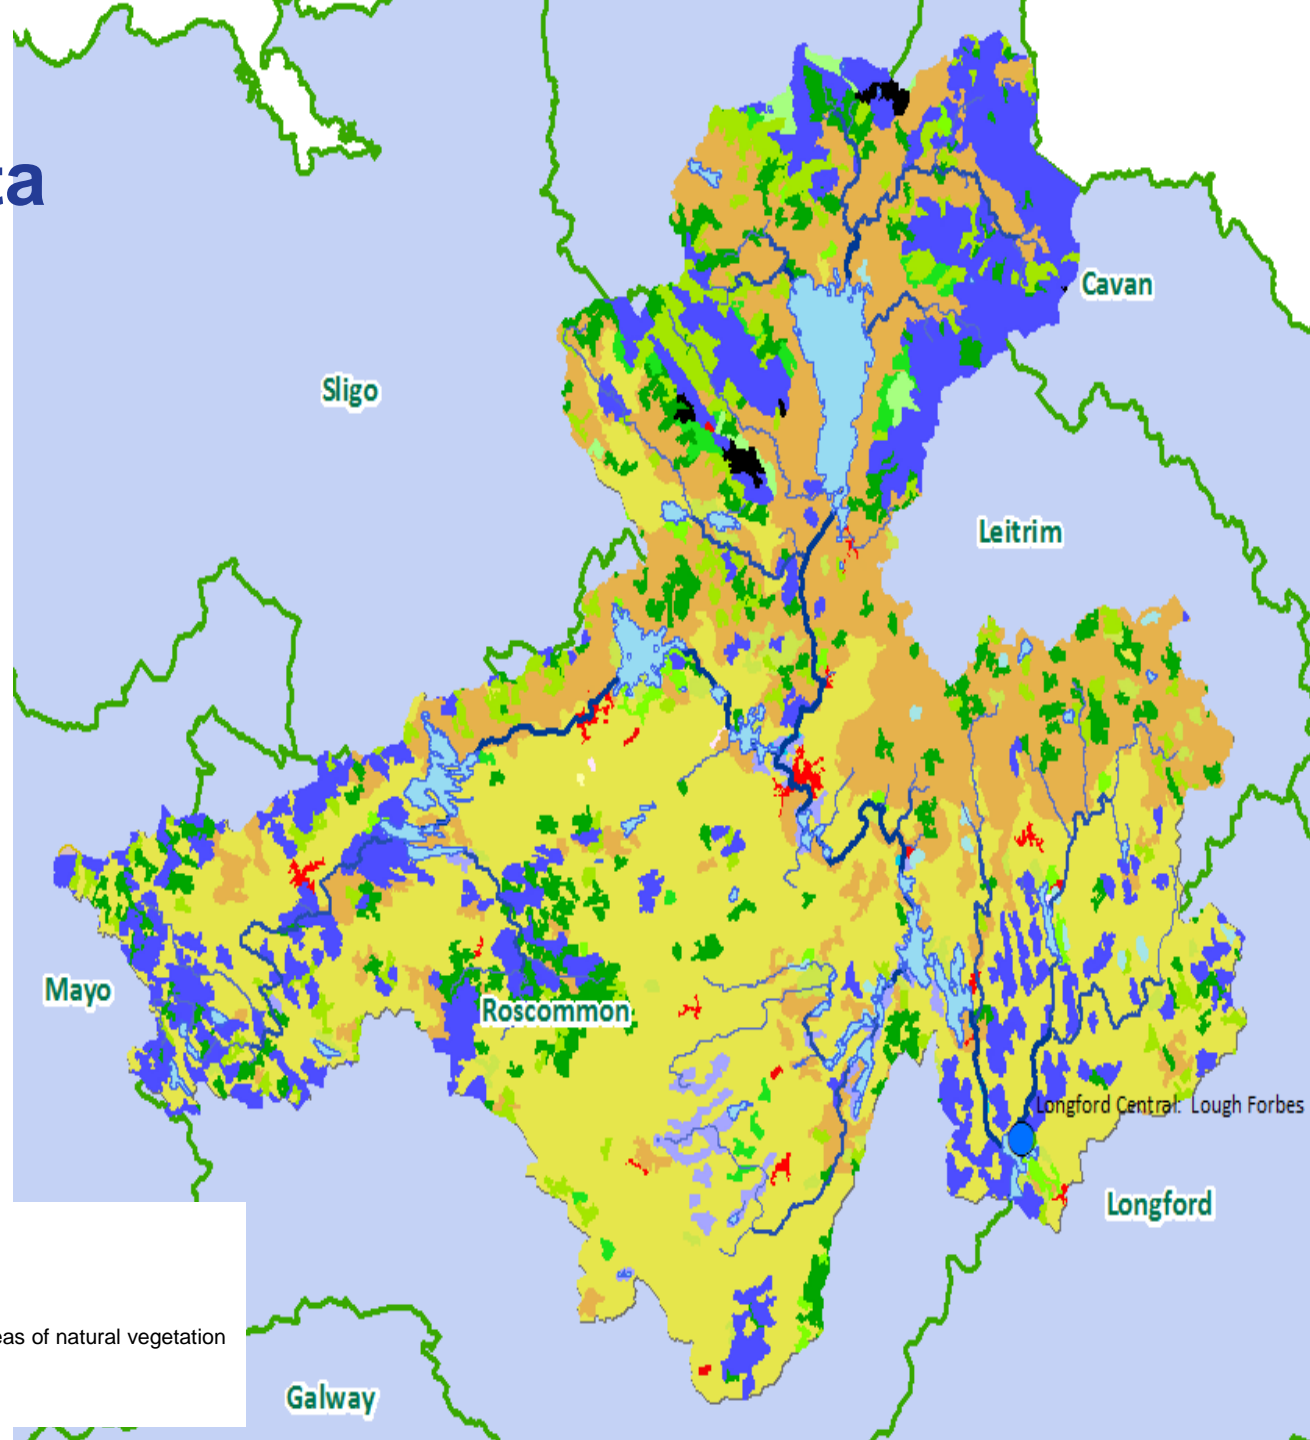 ta
Cavan
Sligo
Leitrim
Mayo
Roscommon
Longford Central: Lough Forbes
Longford
eas of natural vegetation
Galway